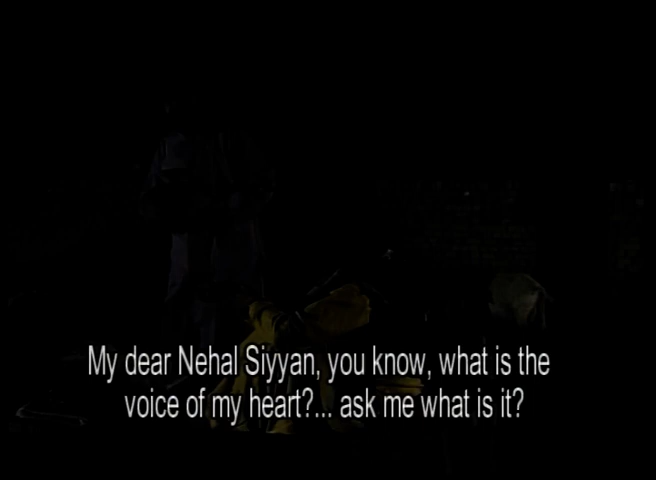 My dear Nehal Siyyan, you know, what is the
voice of my heart?... ask me what is it?